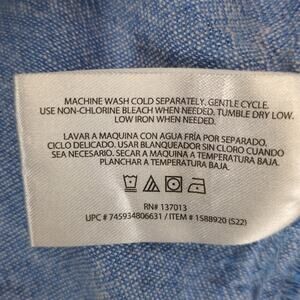 MACHINE WASH COLD SEPARATELY. GENTLE CYCLE.
USE NON-CHLORINE BLEACH WHEN NEEDED. TUMBLE DRY LOW.
LOW IRON WHEN NEEDED.
LAVAR A MAQUINA CON AGUA FRÍA POR SEPARADO.
CICLO DELICADO. USAR BLANQUEADOR SIN CLORO CUANDO
SEA NECESARIO. SECAR A MAQUINA A TEMPERATURA BAJA.
PLANCHAR A TEMPERATURA BAJA.
RN# 137013
UPC # 745934806631 / ITEM # 1588920 (S22)